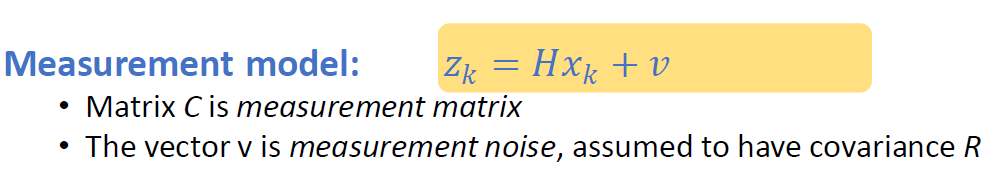 Measurement model: z_k = Hx_k + v
• Matrix C is measurement matrix
• The vector v is measurement noise, assumed to have covariance R